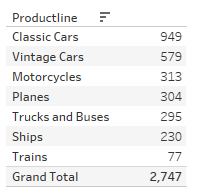 Productline
Classic Cars 949
Vintage Cars 579
Motorcycles 313
Planes 304
Trucks and Buses 295
Ships 230
Trains 77
Grand Total 2,747